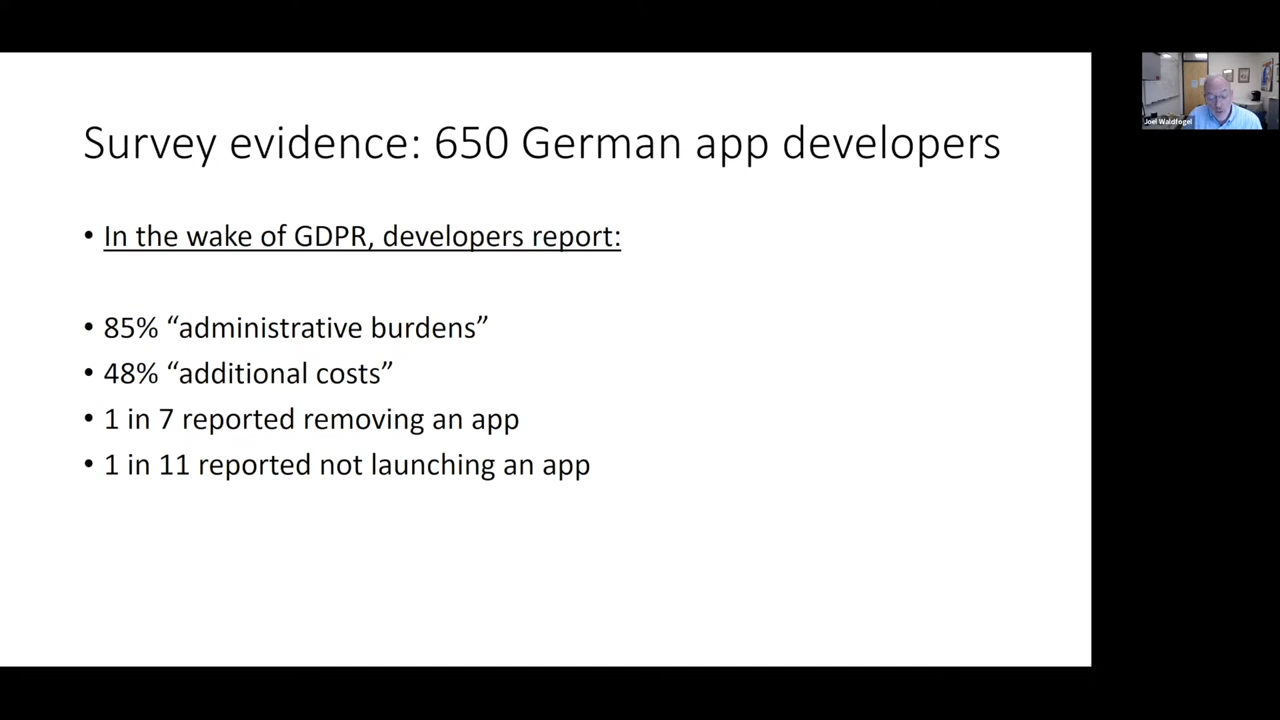 Survey evidence: 650 German app developers
• In the wake of GDPR, developers report:
• 85% “administrative burdens”
• 48% “additional costs”
• 1 in 7 reported removing an app
• 1 in 11 reported not launching an app
Joel Waldfogel